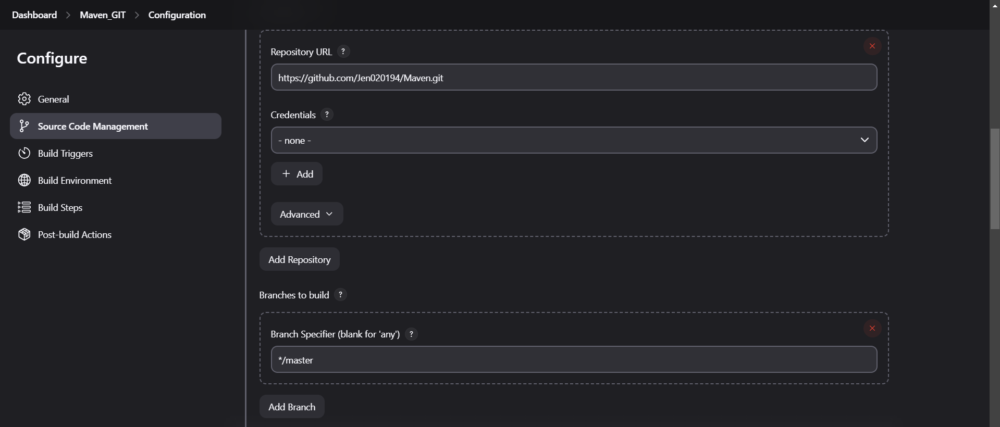 Dashboard > Maven_GIT > Configuration
Configure
General
Source Code Management
Build Triggers
Build Environment
Build Steps
Post-build Actions
Repository URL ?
https://github.com/Jen020194/Maven.git
Credentials ?
- none -
+ Add
Advanced
Add Repository
Branches to build ?
Branch Specifier (blank for 'any') ?
*/master
Add Branch